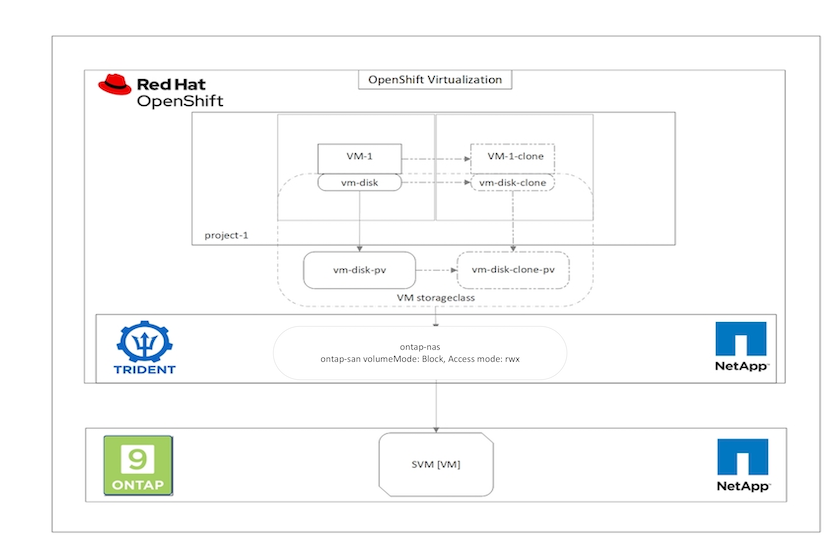 OpenShift Virtualization
Red Hat
OpenShift
VM-1
VM-1-clone
vm-disk
vm-disk-clone
project-1
vm-disk-pv
vm-disk-clone-pv
VM storageclass
TRIDENT
ontap-nas
ontap-san volumeMode: Block, Access mode: rwx
NetApp
9
ONTAP
SVM [VM]
NetApp